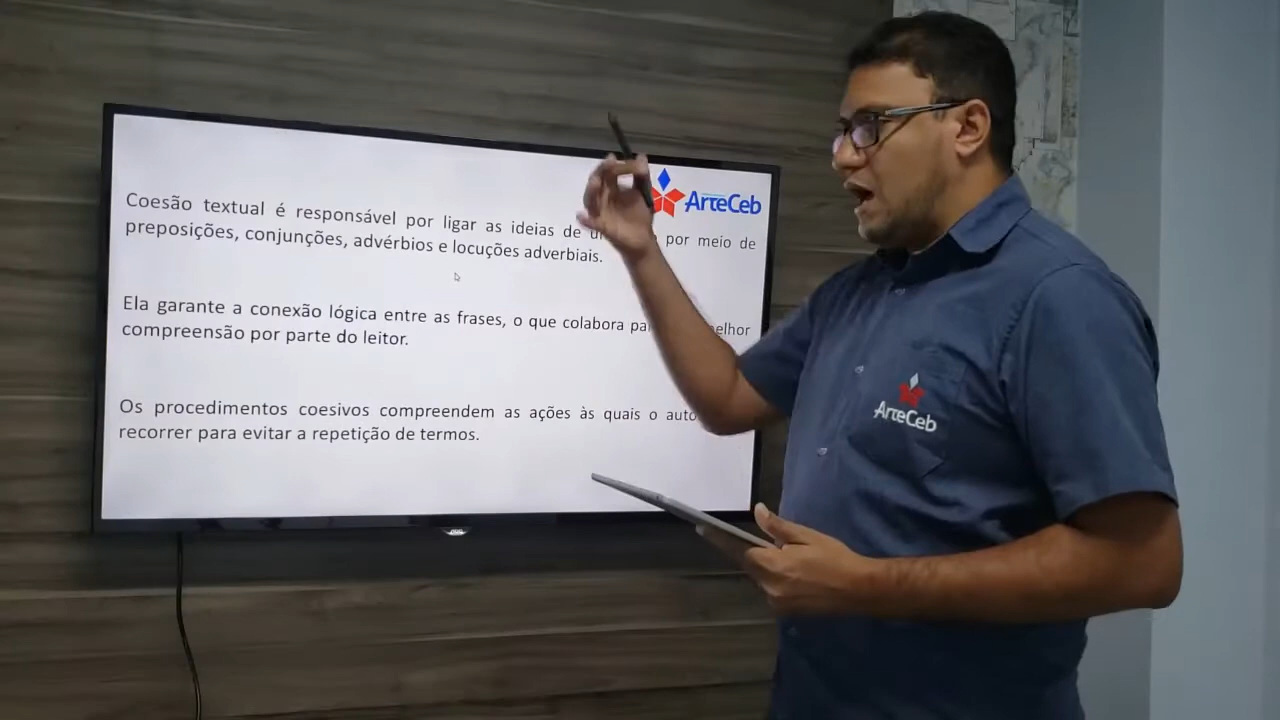 ArteCeb
Coesão textual é responsável por ligar as ideias de por meio de
preposições, conjunções, advérbios e locuções adverbiais.
Ela garante a conexão lógica entre as frases, o que colabora
compreensão por parte do leitor.
Os procedimentos coesivos compreendem as ações às quais o
recorrer para evitar a repetição de termos.
ArteCeb